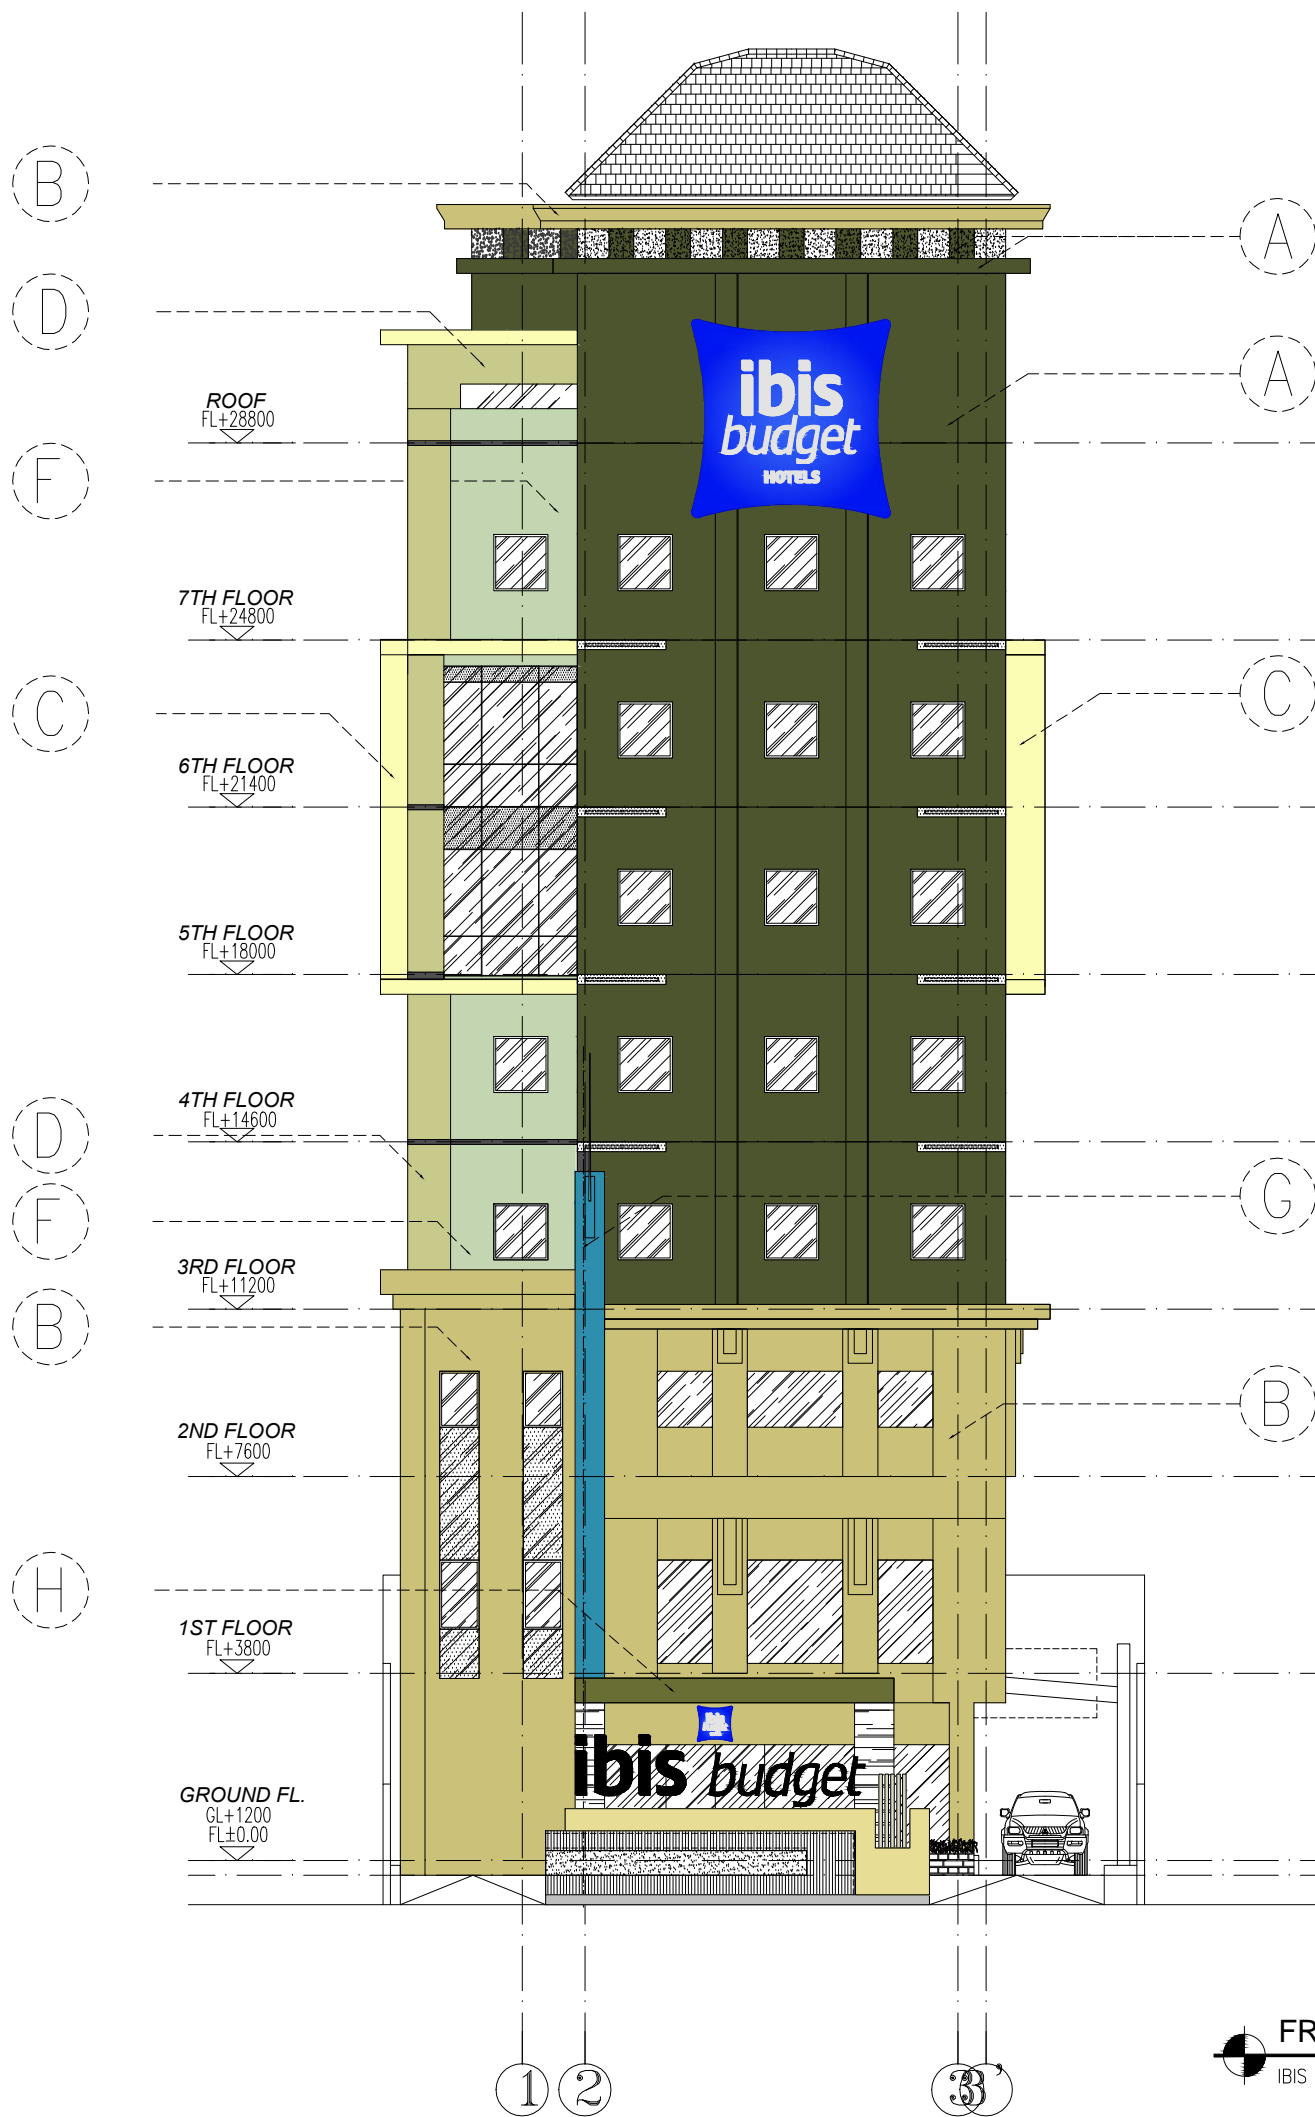 B
A
D
ibis
budget
HOTELS
A
ROOF
FL+28800
F
7TH FLOOR
FL+24800
C
C
6TH FLOOR
FL+21400
5TH FLOOR
FL+18000
4TH FLOOR
FL+14600
D
G
F
3RD FLOOR
FL+11200
B
B
2ND FLOOR
FL+7600
H
1ST FLOOR
FL+3800
ibis budget
GROUND FL.
GL+1200
FL±0.00
1
2
3
3'
FR
IBIS